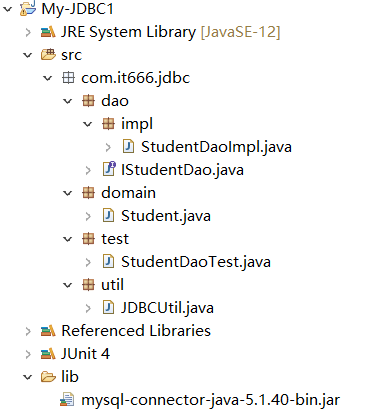 My-JDBC1
JRE System Library [JavaSE-12]
src
com.it666.jdbc
dao
impl
StudentDaoImpl.java
IStudentDao.java
domain
Student.java
test
StudentDaoTest.java
util
JDBCUtil.java
Referenced Libraries
JUnit 4
lib
mysql-connector-java-5.1.40-bin.jar